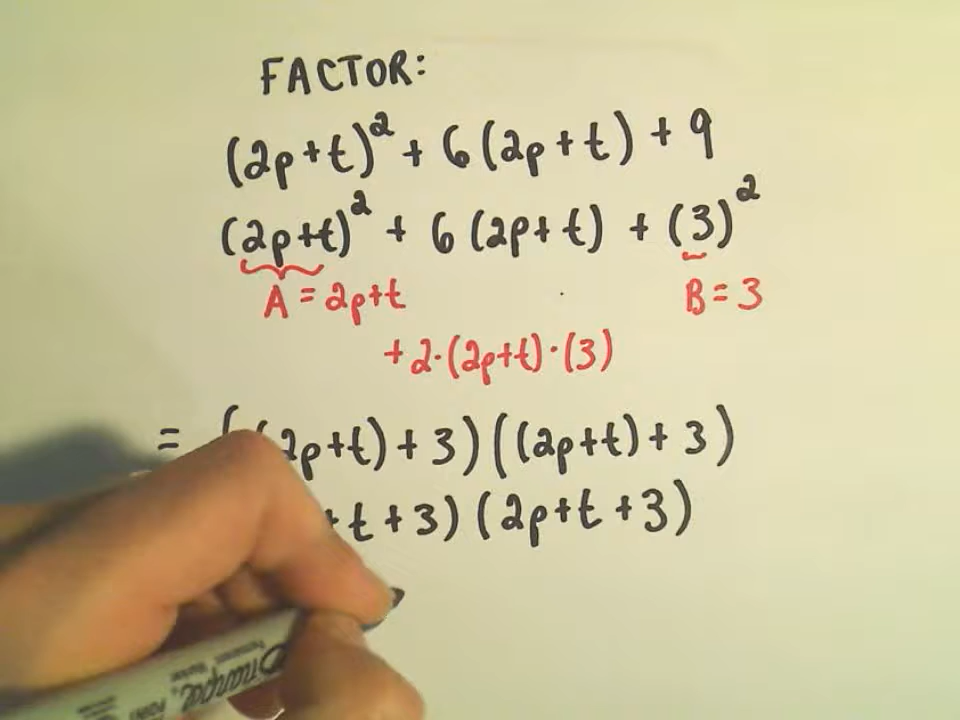 FACTOR:
(2p+t)² + 6(2p+t) + 9
(2p+t)² + 6(2p+t) + (3)²
A = 2p+t B = 3
+2·(2p+t)·(3)
= ((2p+t)+3)((2p+t)+3)
t+3)(2p+t+3)